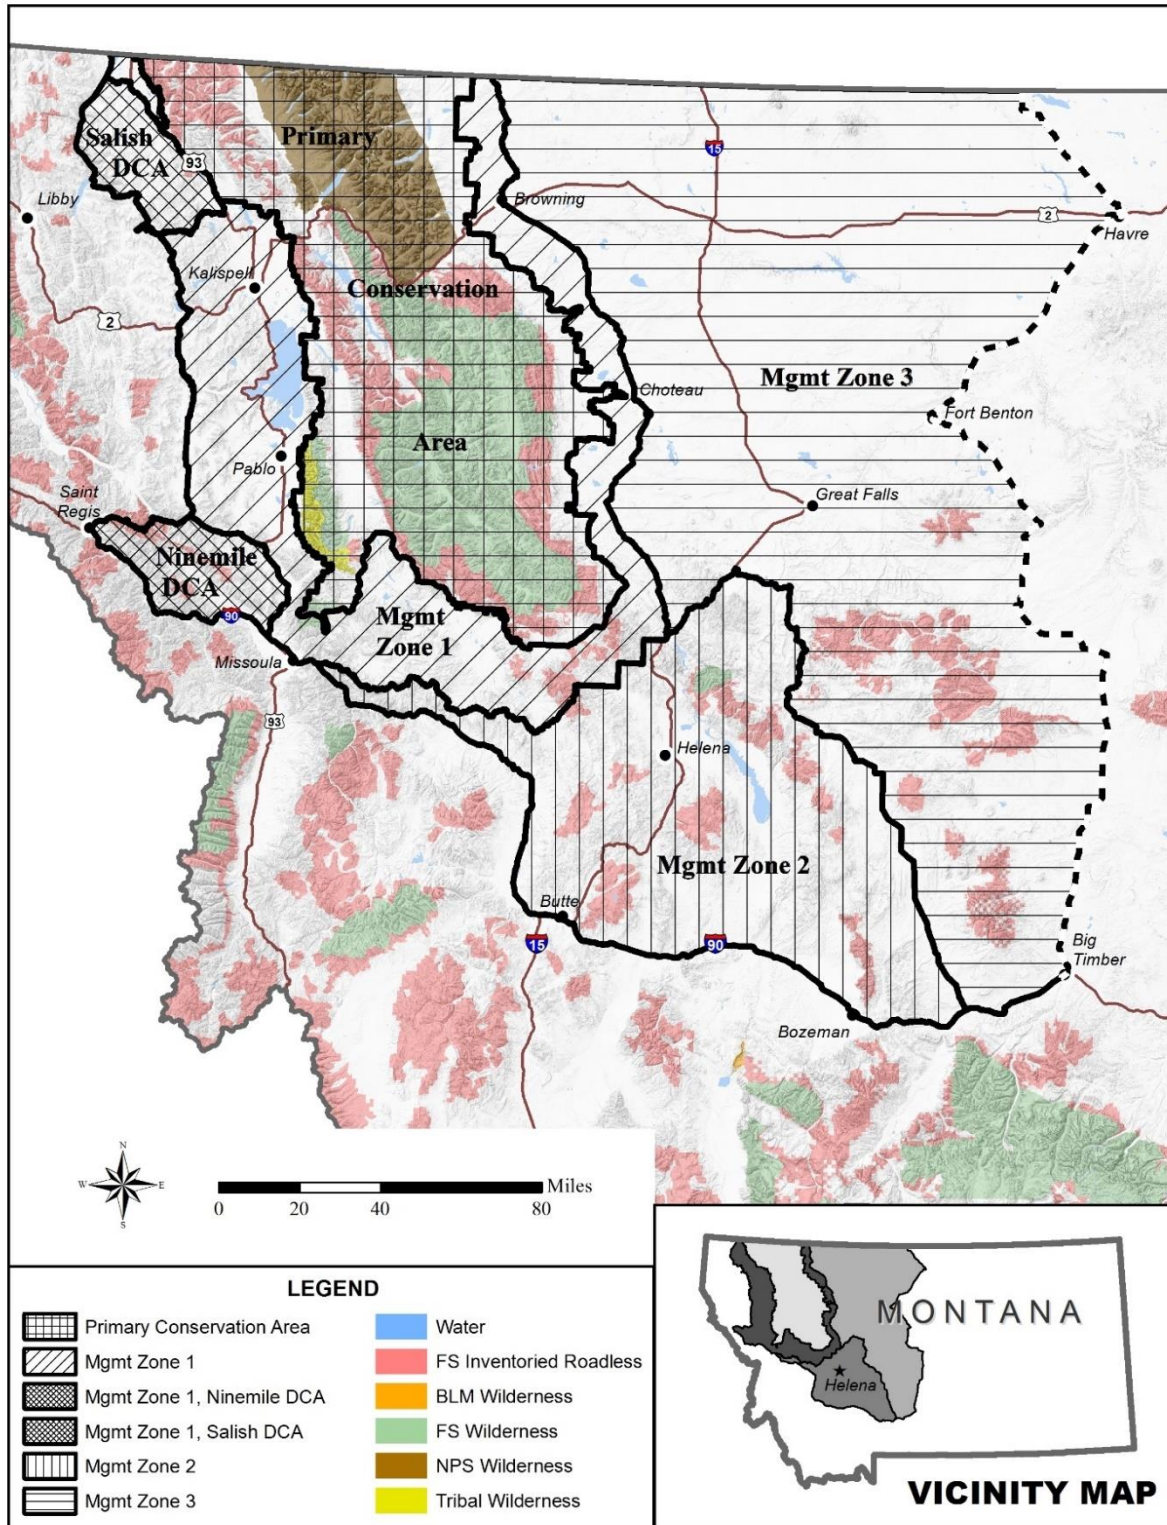 Salish
DCA
93
Primary
15
Libby
Browning
2
Havre
Kalispell
Conservation
2
Mgmt Zone 3
Choteau
Fort Benton
Area
Pablo
Saint
Regis
Great Falls
Ninemile
DCA
90
Mgmt
Zone 1
Missoula
93
Helena
Mgmt Zone 2
Butte
15
90
Big
Timber
Bozeman
N
W E
S
Miles
0 20 40 80
LEGEND
Primary Conservation Area
Mgmt Zone 1
Mgmt Zone 1, Ninemile DCA
Mgmt Zone 1, Salish DCA
Mgmt Zone 2
Mgmt Zone 3
Water
FS Inventoried Roadless
BLM Wilderness
FS Wilderness
NPS Wilderness
Tribal Wilderness
MONTANA
Helena
VICINITY MAP